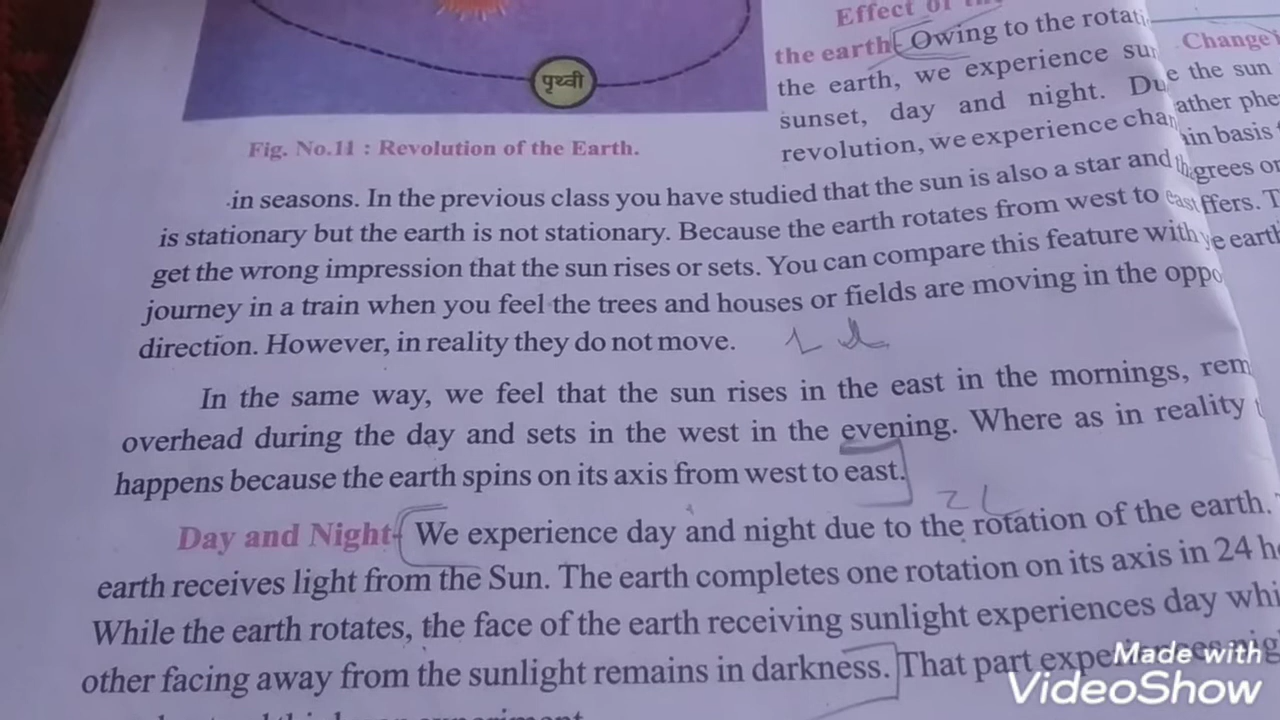 पृथ्वी
Fig. No.11 : Revolution of the Earth.
Effect of
the earth: Owing to the
the earth, we experience
sunset, day and night.
revolution, we experience
in seasons. In the previous class you have studied that the sun is also a star and
is stationary but the earth is not stationary. Because the earth rotates from west to east
get the wrong impression that the sun rises or sets. You can compare this feature with
journey in a train when you feel the trees and houses or fields are moving in the
direction. However, in reality they do not move.
In the same way, we feel that the sun rises in the east in the mornings,
overhead during the day and sets in the west in the evening. Where as in reality
happens because the earth spins on its axis from west to east.
Day and Night- We experience day and night due to the rotation of the earth.
earth receives light from the Sun. The earth completes one rotation on its axis in 24
While the earth rotates, the face of the earth receiving sunlight experiences day
other facing away from the sunlight remains in darkness. That part
Change
the sun
basis
earth
Made with
VideoShow